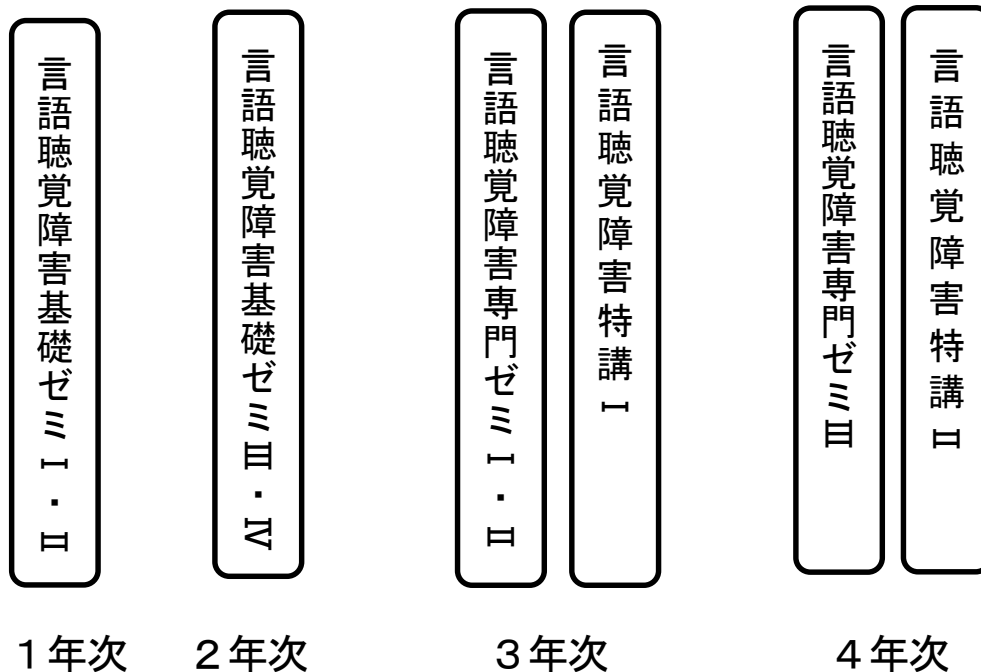 言語聴覚障害基礎ゼミⅠ・Ⅱ
言語聴覚障害基礎ゼミⅢ・Ⅳ
言語聴覚障害専門ゼミⅠ・Ⅱ
言語聴覚障害特講Ⅰ
言語聴覚障害専門ゼミⅢ
言語聴覚障害特講Ⅱ
１年次
２年次
３年次
４年次